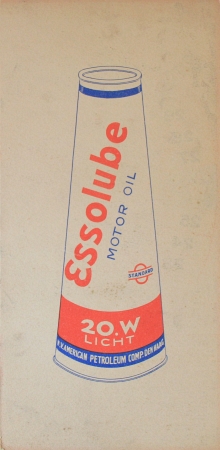 Essolube
MOTOR OIL
STANDARD
20.W
LICHT
N.V. AMERICAN PETROLEUM COMP. DEN HAAG